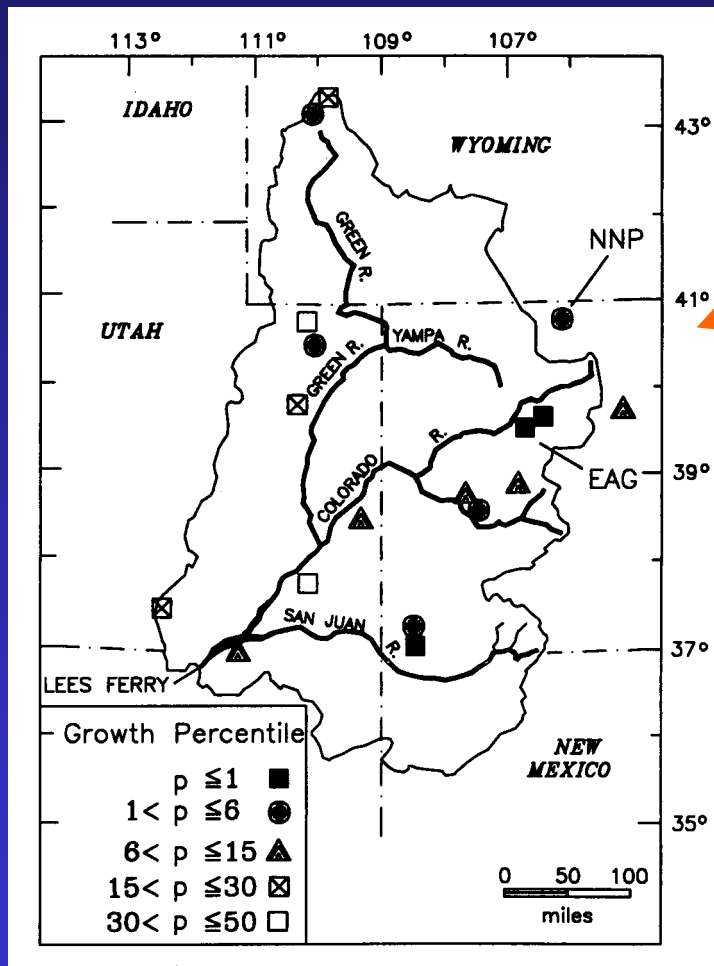 113° 111° 109° 107°
IDAHO
43°
WYOMING
GREEN R.
NNP
41°
UTAH
YAMPA R.
GREEN R.
COLORADO R.
39°
EAG
SAN JUAN R.
37°
LEES FERRY
Growth Percentile
p ≦1
1< p ≦6
6< p ≦15
15< p ≦30
30< p ≦50
NEW
MEXICO
35°
0 50 100
miles